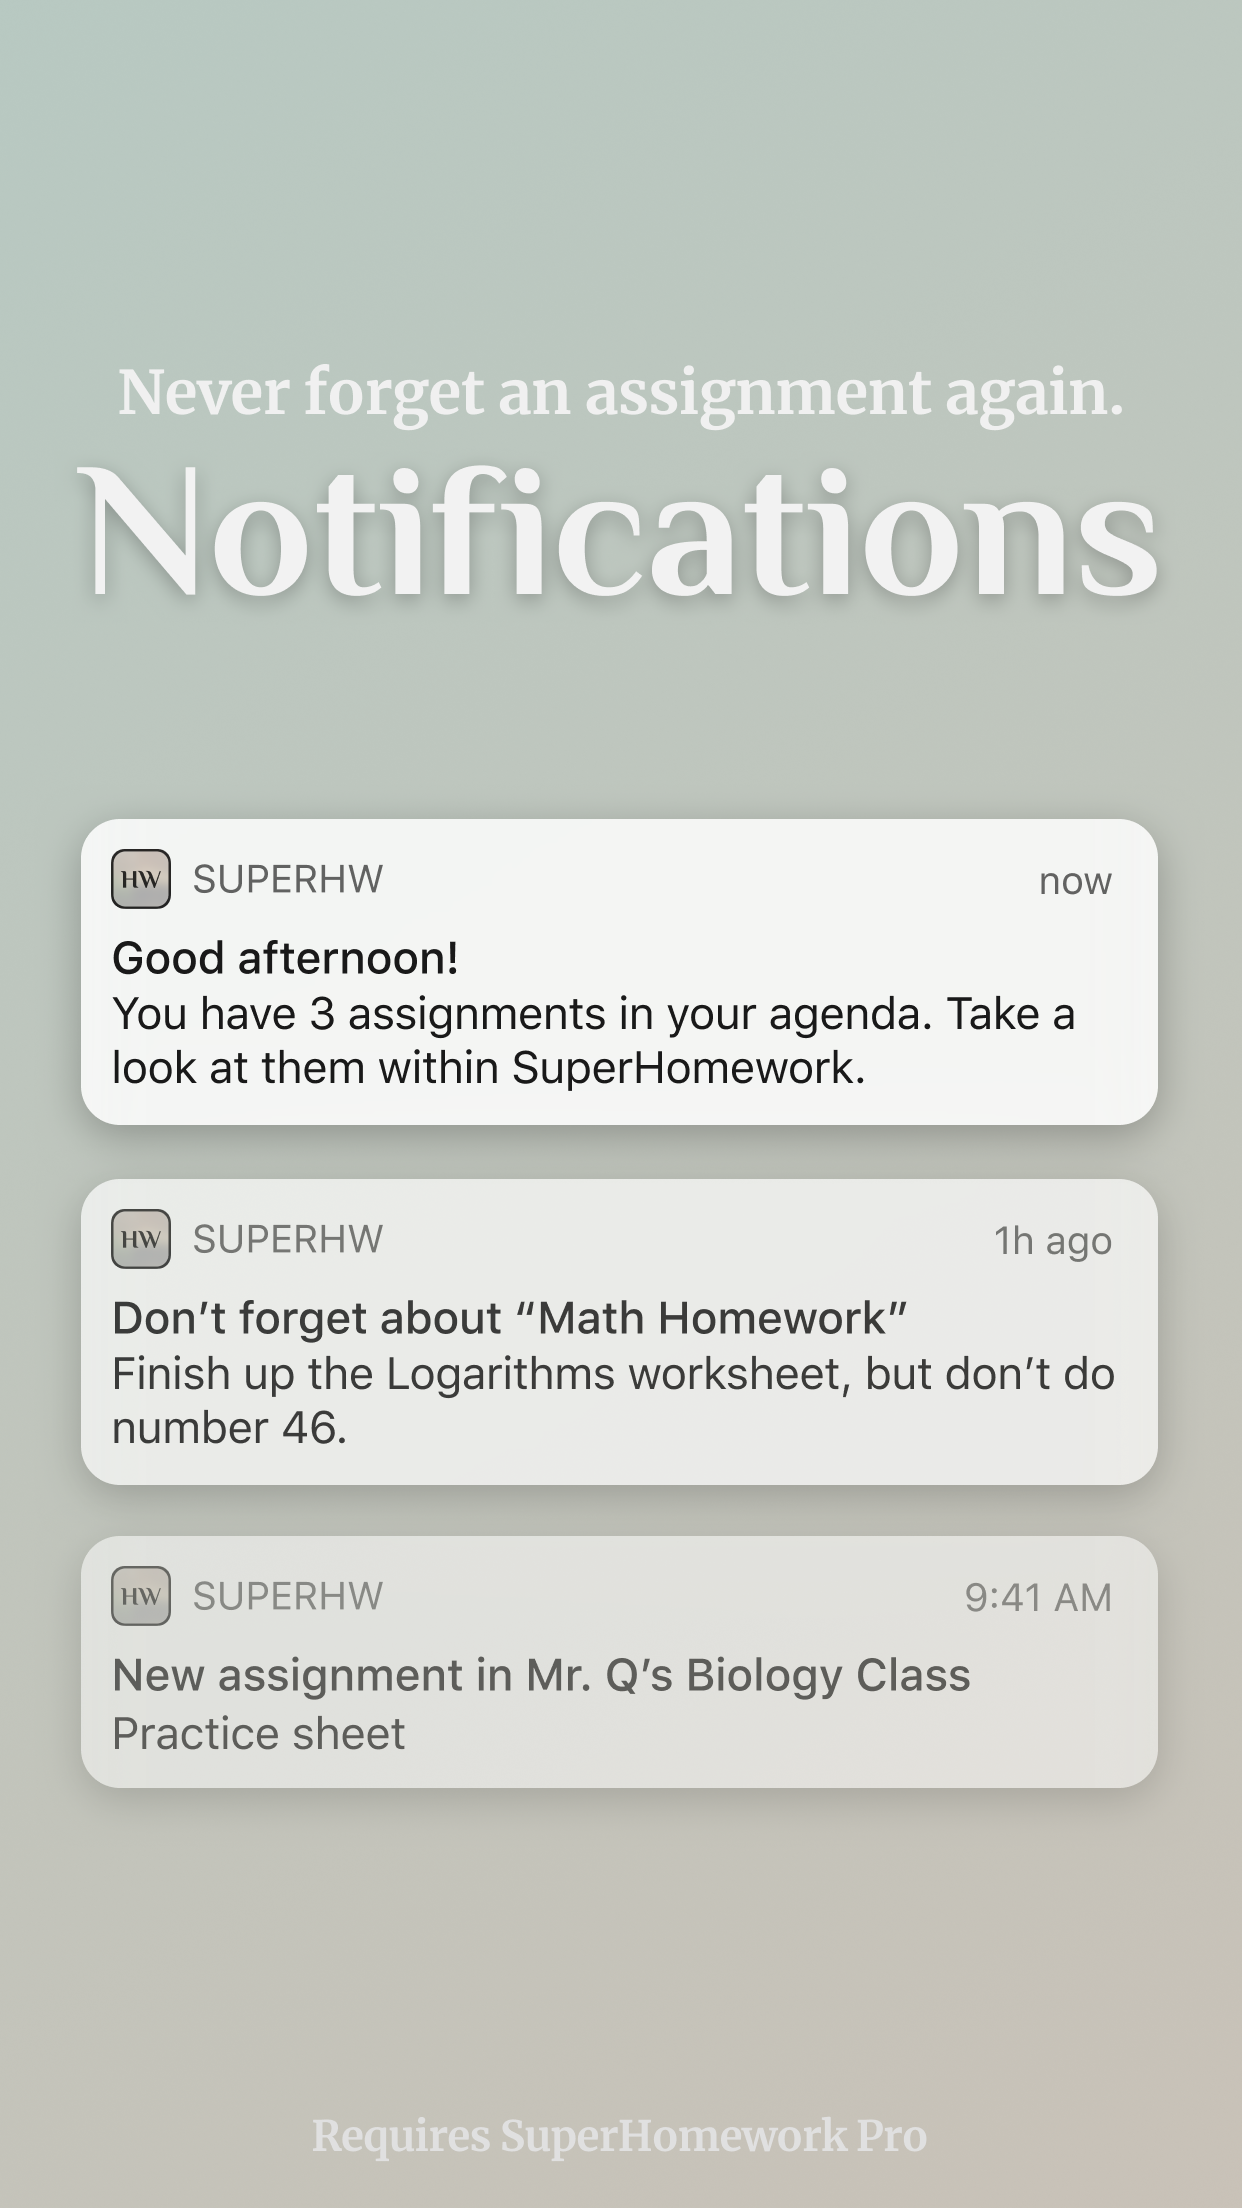 Never forget an assignment again.
Notifications
HW SUPERHW now
Good afternoon!
You have 3 assignments in your agenda. Take a
look at them within SuperHomework.
HW SUPERHW 1h ago
Don’t forget about “Math Homework”
Finish up the Logarithms worksheet, but don’t do
number 46.
HW SUPERHW 9:41 AM
New assignment in Mr. Q’s Biology Class
Practice sheet
Requires SuperHomework Pro